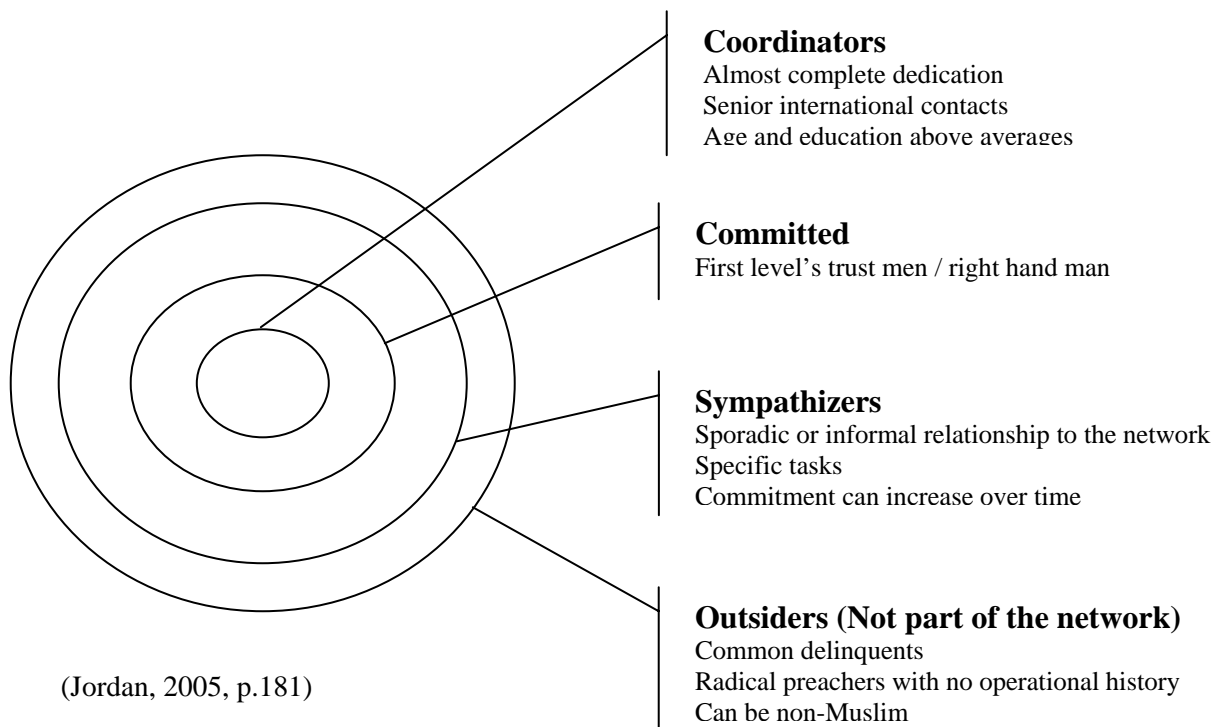 Coordinators
Almost complete dedication
Senior international contacts
Age and education above averages
Committed
First level’s trust men / right hand man
Sympathizers
Sporadic or informal relationship to the network
Specific tasks
Commitment can increase over time
Outsiders (Not part of the network)
Common delinquents
Radical preachers with no operational history
Can be non-Muslim
(Jordan, 2005, p.181)